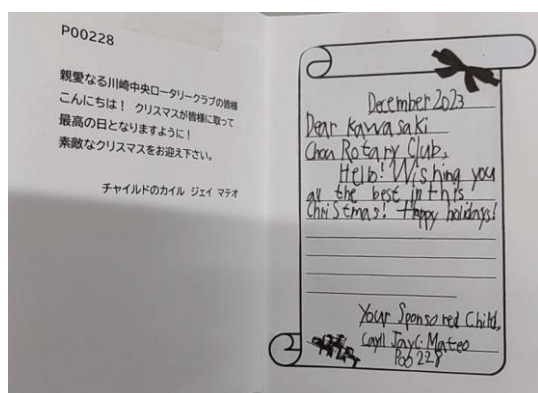 P00228
親愛なる川崎中央ロータリークラブの皆様
こんにちは！ クリスマスが皆様に取って
最高の日となりますように！
素敵なクリスマスをお迎え下さい。
チャイルドのカイル ジェイ マテオ
December 2023
Dear Kawasaki
Chou Rotary Club,
Hello! Wishing you
all the best in this
Christmas! Happy holidays!
Your Sponsored Child,
Cayll Jay C. Mateo
P00228